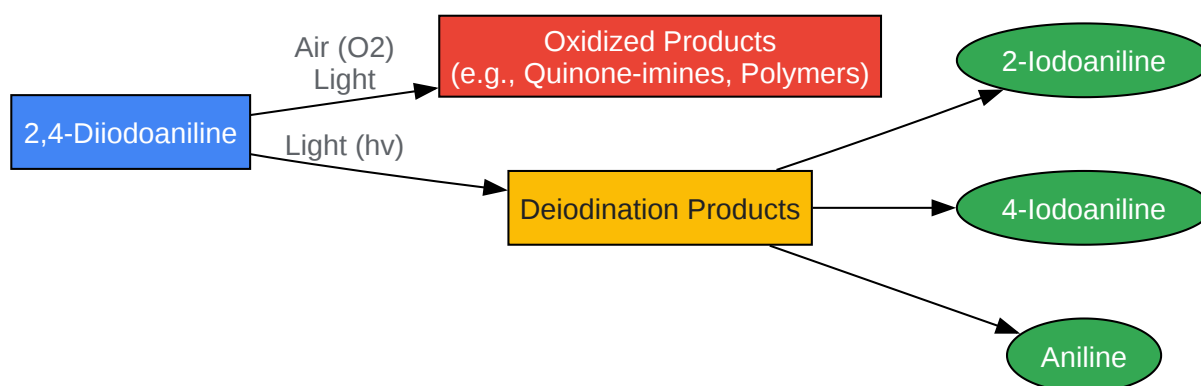 2,4-Diiodoaniline
Air (O2)
Light
Light (hv)
Oxidized Products
(e.g., Quinone-imines, Polymers)
Deiodination Products
2-Iodoaniline
4-Iodoaniline
Aniline